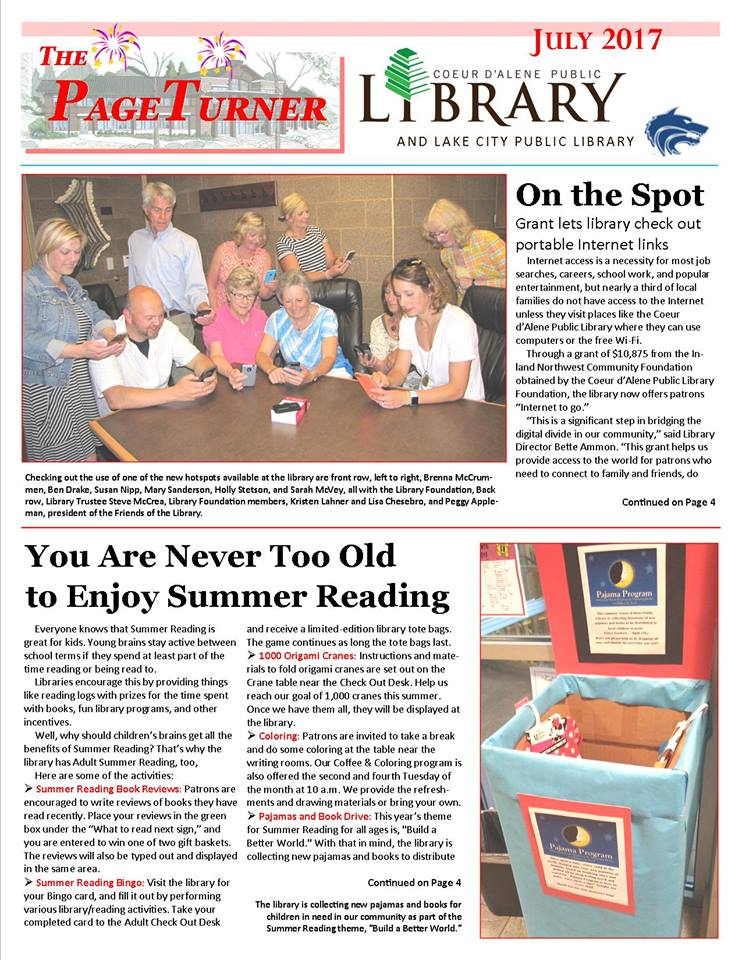 July 2017
The
PageTurner
COEUR D'ALENE PUBLIC
LIBRARY
AND LAKE CITY PUBLIC LIBRARY
Checking out the use of one of the new hotspots available at the library are front row, left to right, Brenna McCrum-
men, Ben Drake, Susan Nipp, Mary Sanderson, Holly Stetson, and Sarah McVey, all with the Library Foundation, Back
row, Library Trustee Steve McCrea, Library Foundation members, Kristen Lahner and Lisa Chesebro, and Peggy Apple-
man, president of the Friends of the Library.
On the Spot
Grant lets library check out
portable Internet links
Internet access is a necessity for most job
searches, careers, school work, and popular
entertainment, but nearly a third of local
families do not have access to the Internet
unless they visit places like the Coeur
d'Alene Public Library where they can use
computers or the free Wi-Fi.
Through a grant of $10,875 from the In-
land Northwest Community Foundation
obtained by the Coeur d'Alene Public Library
Foundation, the library now offers patrons
"Internet to go."
"This is a significant step in bridging the
digital divide in our community," said Library
Director Bette Ammon. "This grant helps us
provide access to the world for patrons who
need to connect to family and friends, do
Continued on Page 4
You Are Never Too Old
to Enjoy Summer Reading
Everyone knows that Summer Reading is
great for kids. Young brains stay active between
school terms if they spend at least part of the
time reading or being read to.
Libraries encourage this by providing things
like reading logs with prizes for the time spent
with books, fun library programs, and other
incentives.
Well, why should children's brains get all the
benefits of Summer Reading? That's why the
library has Adult Summer Reading, too,
Here are some of the activities:
➢ Summer Reading Book Reviews: Patrons are
encouraged to write reviews of books they have
read recently. Place your reviews in the green
box under the "What to read next sign," and
you are entered to win one of two gift baskets.
The reviews will also be typed out and displayed
in the same area.
➢ Summer Reading Bingo: Visit the library for
your Bingo card, and fill it out by performing
various library/reading activities. Take your
completed card to the Adult Check Out Desk
and receive a limited-edition library tote bags.
The game continues as long the tote bags last.
➢ 1000 Origami Cranes: Instructions and mate-
rials to fold origami cranes are set out on the
Crane table near the Check Out Desk. Help us
reach our goal of 1,000 cranes this summer.
Once we have them all, they will be displayed at
the library.
➢ Coloring: Patrons are invited to take a break
and do some coloring at the table near the
writing rooms. Our Coffee & Coloring program is
also offered the second and fourth Tuesday of
the month at 10 a.m. We provide the refresh-
ments and drawing materials or bring your own.
➢ Pajamas and Book Drive: This year's theme
for Summer Reading for all ages is, "Build a
Better World." With that in mind, the library is
collecting new pajamas and books to distribute
Continued on Page 4
The library is collecting new pajamas and books for
children in need in our community as part of the
Summer Reading theme, "Build a Better World."
Pajama Program
Pajama Program